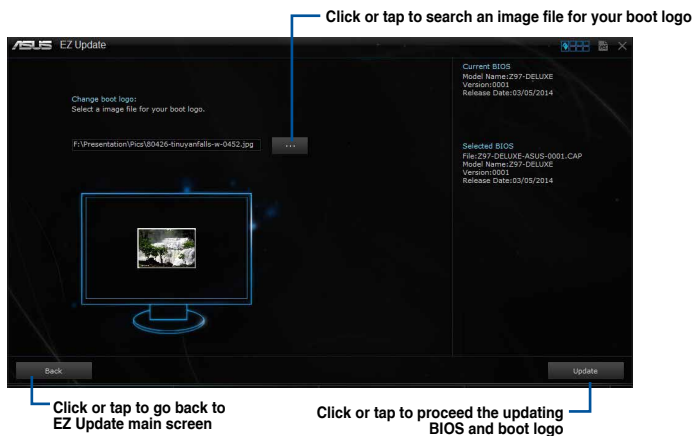 Click or tap to search an image file for your boot logo
ASUS EZ Update
Change boot logo:
Select a image file for your boot logo.
F:\Presentation\Pics\80426-tinuyanfalls-w-0452.jpg
...
Current BIOS
Model Name:Z97-DELUXE
Version:0001
Release Date:03/05/2014
Selected BIOS
File:Z97-DELUXE-ASUS-0001.CAP
Model Name:Z97-DELUXE
Version:0001
Release Date:03/05/2014
Back
Update
Click or tap to go back to
EZ Update main screen
Click or tap to proceed the updating
BIOS and boot logo